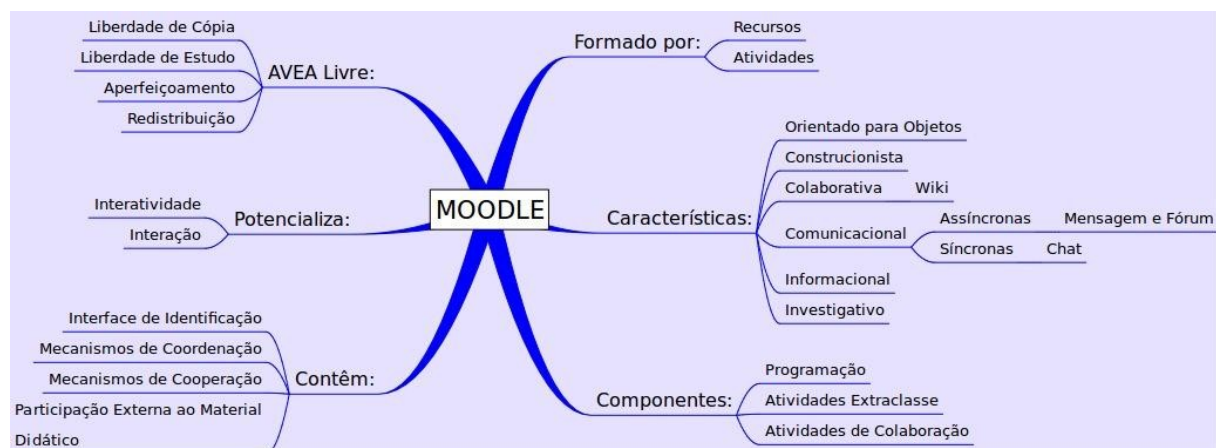 MOODLE
AVEA Livre:
Liberdade de Cópia
Liberdade de Estudo
Aperfeiçoamento
Redistribuição
Potencializa:
Interatividade
Interação
Contêm:
Interface de Identificação
Mecanismos de Coordenação
Mecanismos de Cooperação
Participação Externa ao Material
Didático
Formado por:
Recursos
Atividades
Características:
Orientado para Objetos
Construcionista
Colaborativa Wiki
Comunicacional
Assíncronas Mensagem e Fórum
Síncronas Chat
Informacional
Investigativo
Componentes:
Programação
Atividades Extraclasse
Atividades de Colaboração